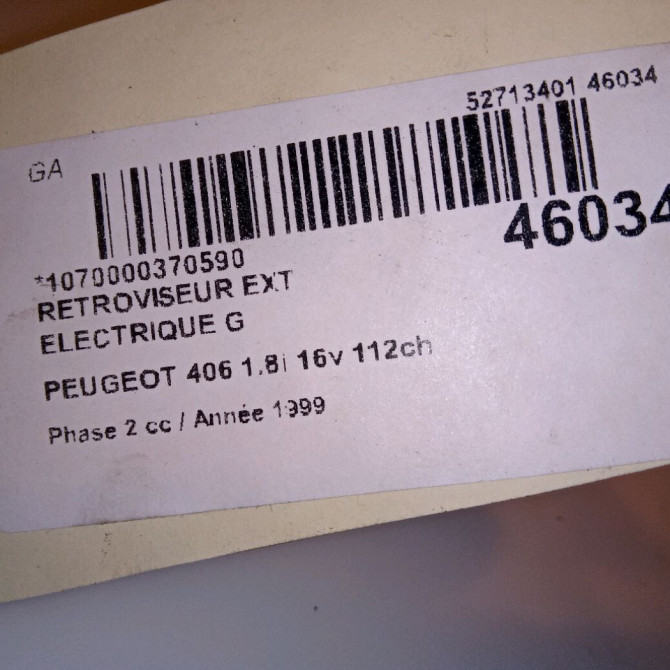 52713401 46034
GA
46034
*1070000370590
RETROVISEUR EXT
ELECTRIQUE G
PEUGEOT 406 1.8i 16v 112ch
Phase 2 cc / Année 1999